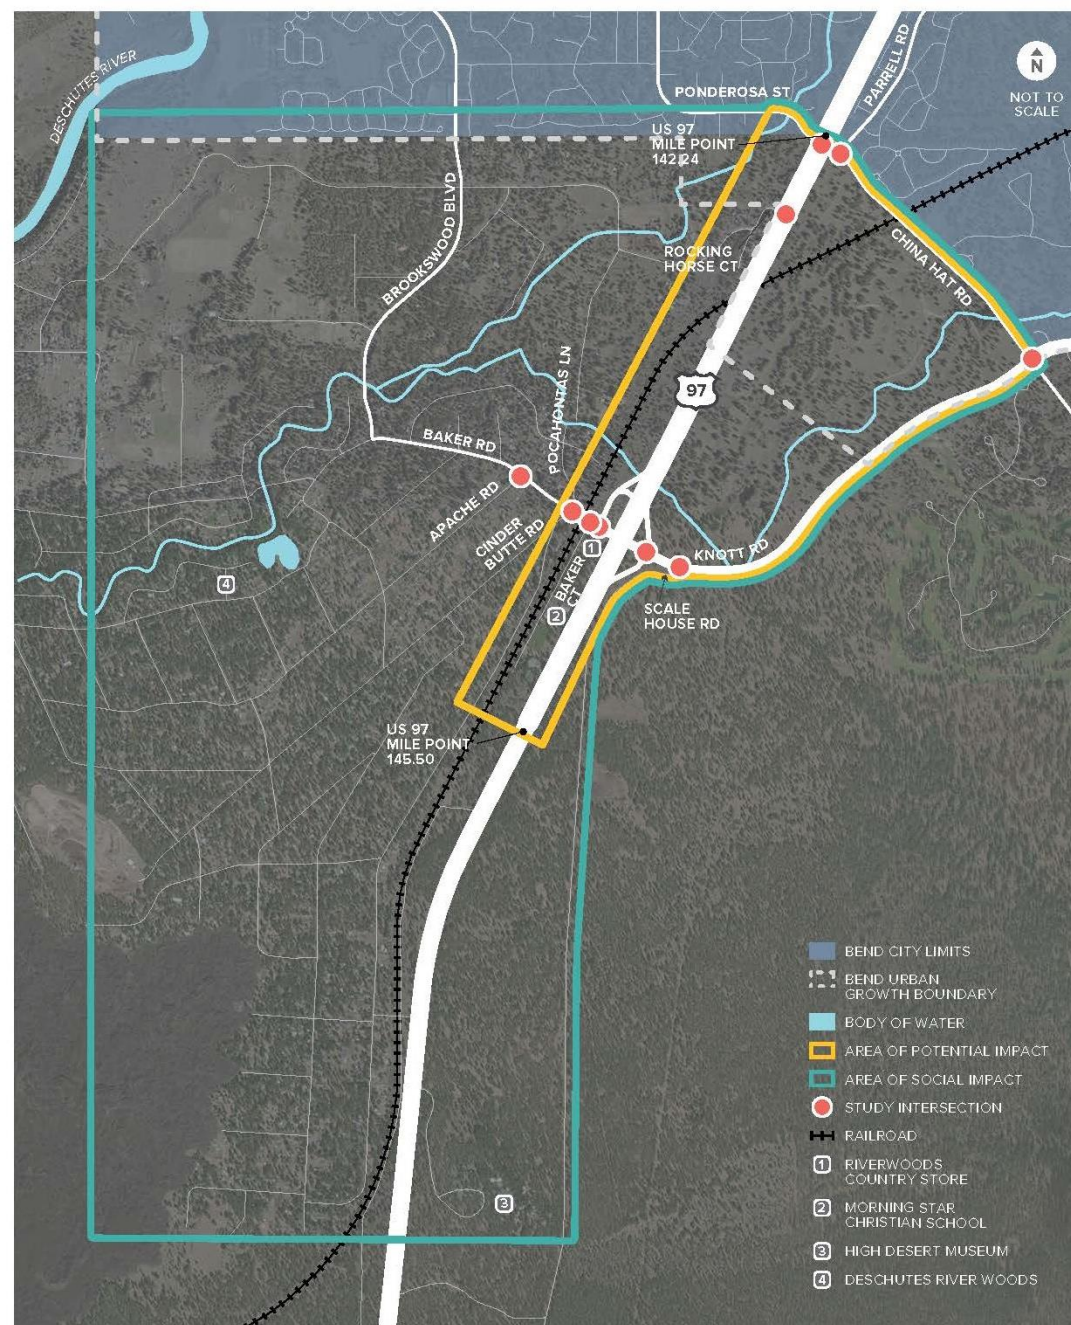 DESCHUTES RIVER
PONDEROSA ST
PARRELL RD
N
NOT TO
SCALE
US 97
MILE POINT
142.24
BROOKSWOOD BLVD
ROCKING
HORSE CT
CHINA HAT RD
POCAHONTAS LN
97
BAKER RD
APACHE RD
CINDER
BUTTE RD
1
BAKER
CT
KNOTT RD
4
2
SCALE
HOUSE RD
US 97
MILE POINT
145.50
3
BEND CITY LIMITS
BEND URBAN
GROWTH BOUNDARY
BODY OF WATER
AREA OF POTENTIAL IMPACT
AREA OF SOCIAL IMPACT
STUDY INTERSECTION
RAILROAD
1 RIVERWOODS
COUNTRY STORE
2 MORNING STAR
CHRISTIAN SCHOOL
3 HIGH DESERT MUSEUM
4 DESCHUTES RIVER WOODS